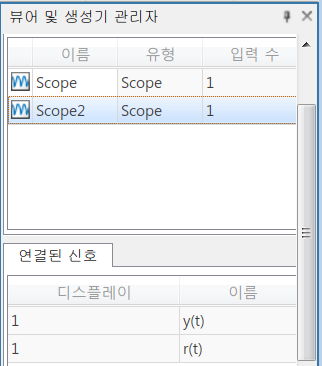 뷰어 및 생성기 관리자
이름 유형 입력 수
Scope Scope 1
Scope2 Scope 1
연결된 신호
디스플레이 이름
1 y(t)
1 r(t)